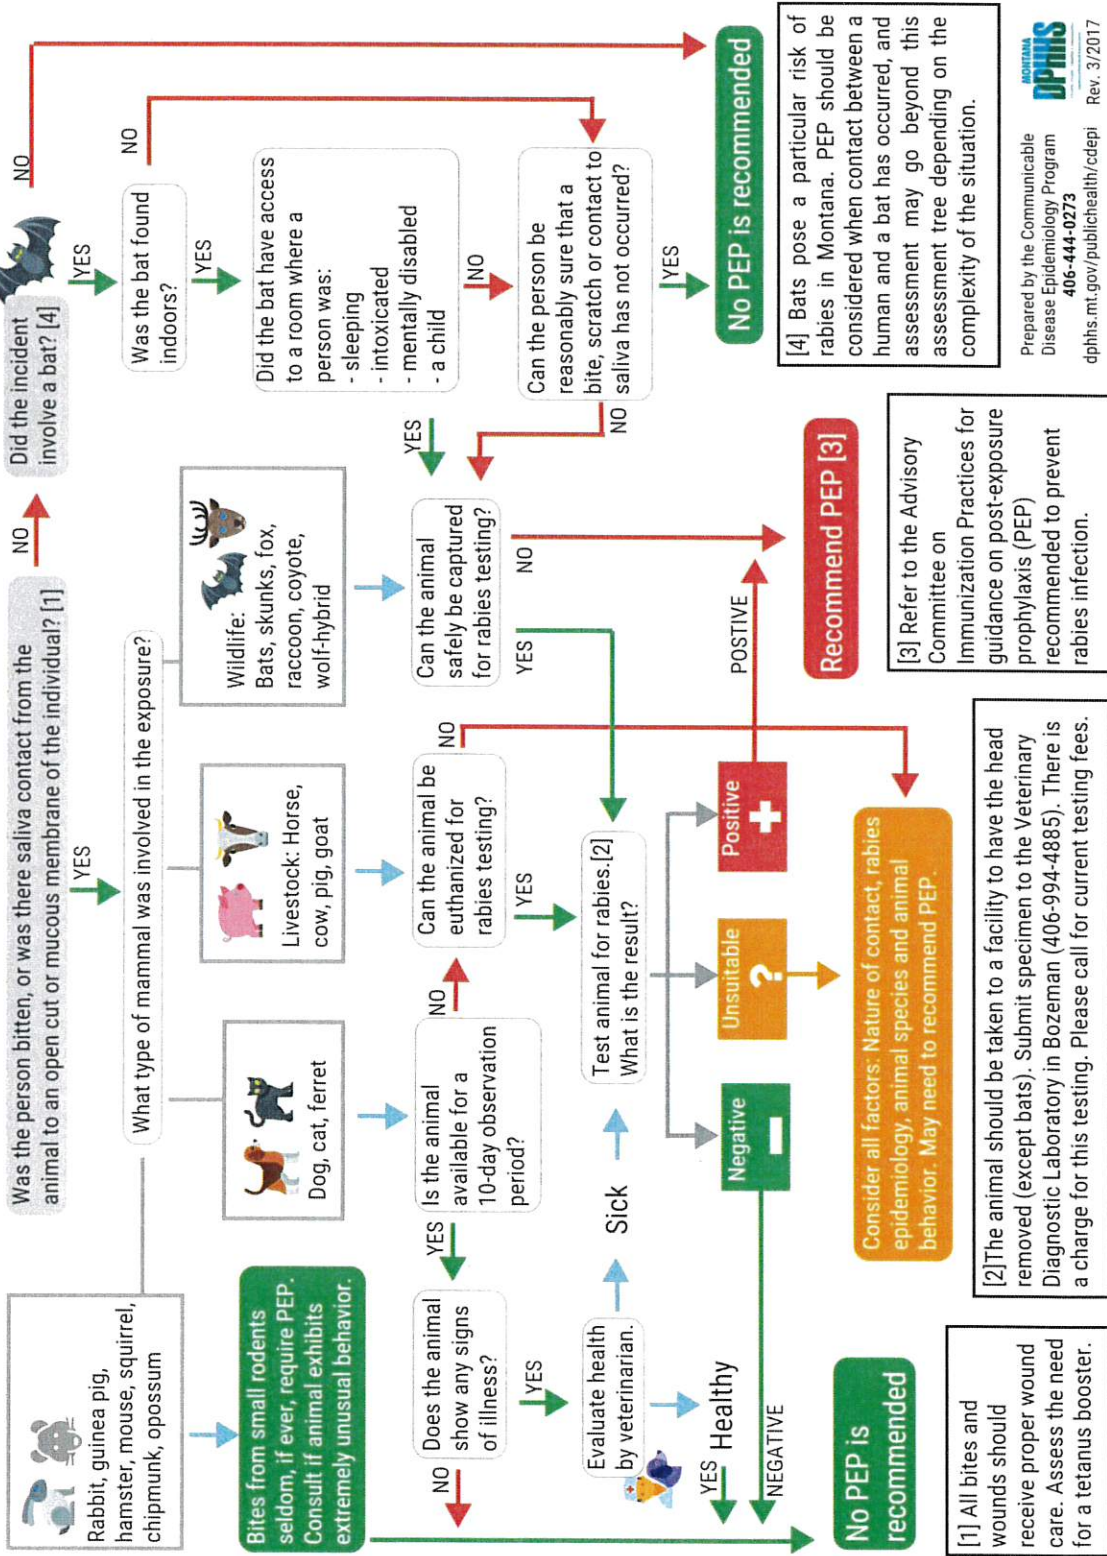 Was the person bitten, or was there saliva contact from the
animal to an open cut or mucous membrane of the individual? [1]
NO
YES
Did the incident
involve a bat? [4]
NO
YES
What type of mammal was involved in the exposure?
Rabbit, guinea pig,
hamster, mouse, squirrel,
chipmunk, opossum
Dog, cat, ferret
Livestock: Horse,
cow, pig, goat
Wildlife:
Bats, skunks, fox,
raccoon, coyote,
wolf-hybrid
Was the bat found
indoors?
NO
YES
Did the bat have access
to a room where a
person was:
- sleeping
- intoxicated
- mentally disabled
- a child
YES
NO
Can the person be
reasonably sure that a
bite, scratch or contact to
saliva has not occurred?
NO
YES
Bites from small rodents
seldom, if ever, require PEP.
Consult if animal exhibits
extremely unusual behavior.
Is the animal
available for a
10-day observation
period?
YES
NO
Can the animal be
euthanized for
rabies testing?
YES
NO
Can the animal
safely be captured
for rabies testing?
YES
NO
Does the animal
show any signs
of illness?
NO
YES
Evaluate health
by veterinarian.
Sick
Healthy
YES
Test animal for rabies.[2]
What is the result?
Negative
Unsuitable
?
Positive
NEGATIVE
POSTIVE
No PEP is
recommended
Consider all factors: Nature of contact, rabies
epidemiology, animal species and animal
behavior. May need to recommend PEP.
Recommend PEP [3]
No PEP is recommended
[1] All bites and
wounds should
receive proper wound
care. Assess the need
for a tetanus booster.
[2]The animal should be taken to a facility to have the head
removed (except bats). Submit specimen to the Veterinary
Diagnostic Laboratory in Bozeman (406-994-4885). There is
a charge for this testing. Please call for current testing fees.
[3] Refer to the Advisory
Committee on
Immunization Practices for
guidance on post-exposure
prophylaxis (PEP)
recommended to prevent
rabies infection.
[4] Bats pose a particular risk of
rabies in Montana. PEP should be
considered when contact between a
human and a bat has occurred, and
assessment may go beyond this
assessment tree depending on the
complexity of the situation.
Prepared by the Communicable
Disease Epidemiology Program
406-444-0273
dphhs.mt.gov/publichealth/cdepi
MONTANA
DPHHS
Rev. 3/2017